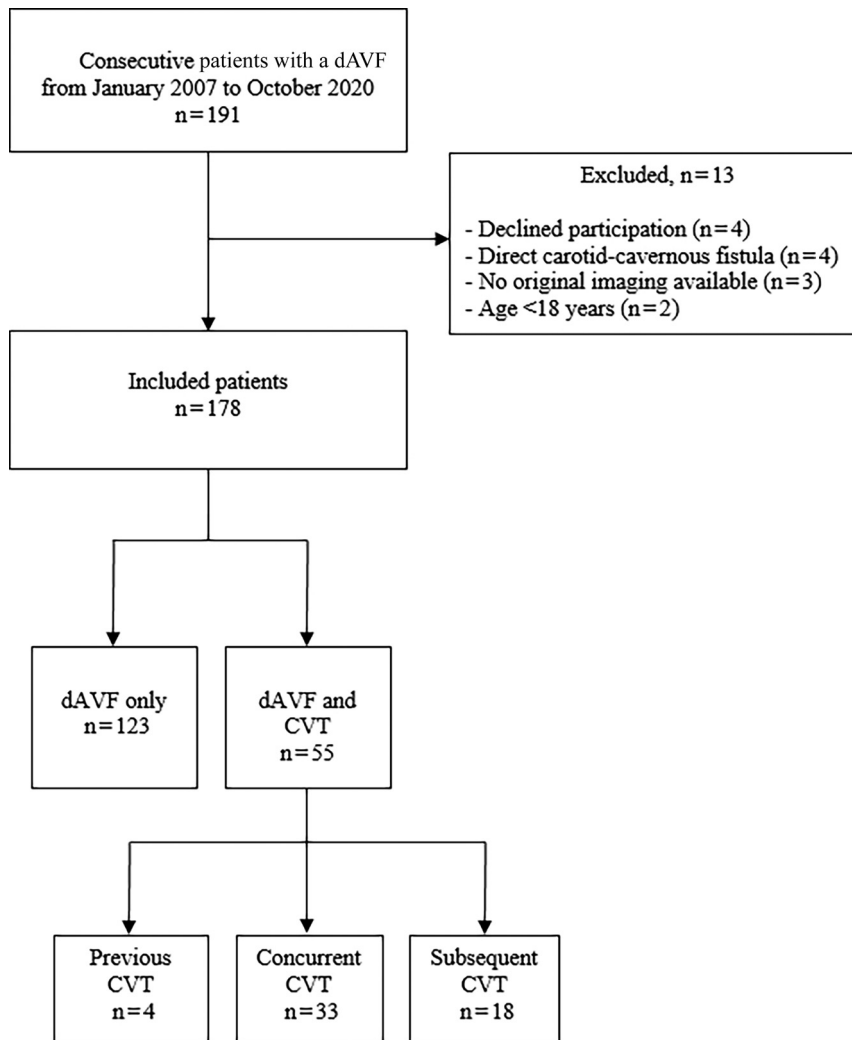 Consecutive patients with a dAVF
from January 2007 to October 2020
n=191
Excluded, n=13
- Declined participation (n=4)
- Direct carotid-cavernous fistula (n=4)
- No original imaging available (n=3)
- Age <18 years (n=2)
Included patients
n=178
dAVF only
n=123
dAVF and
CVT
n=55
Previous
CVT
n=4
Concurrent
CVT
n=33
Subsequent
CVT
n=18